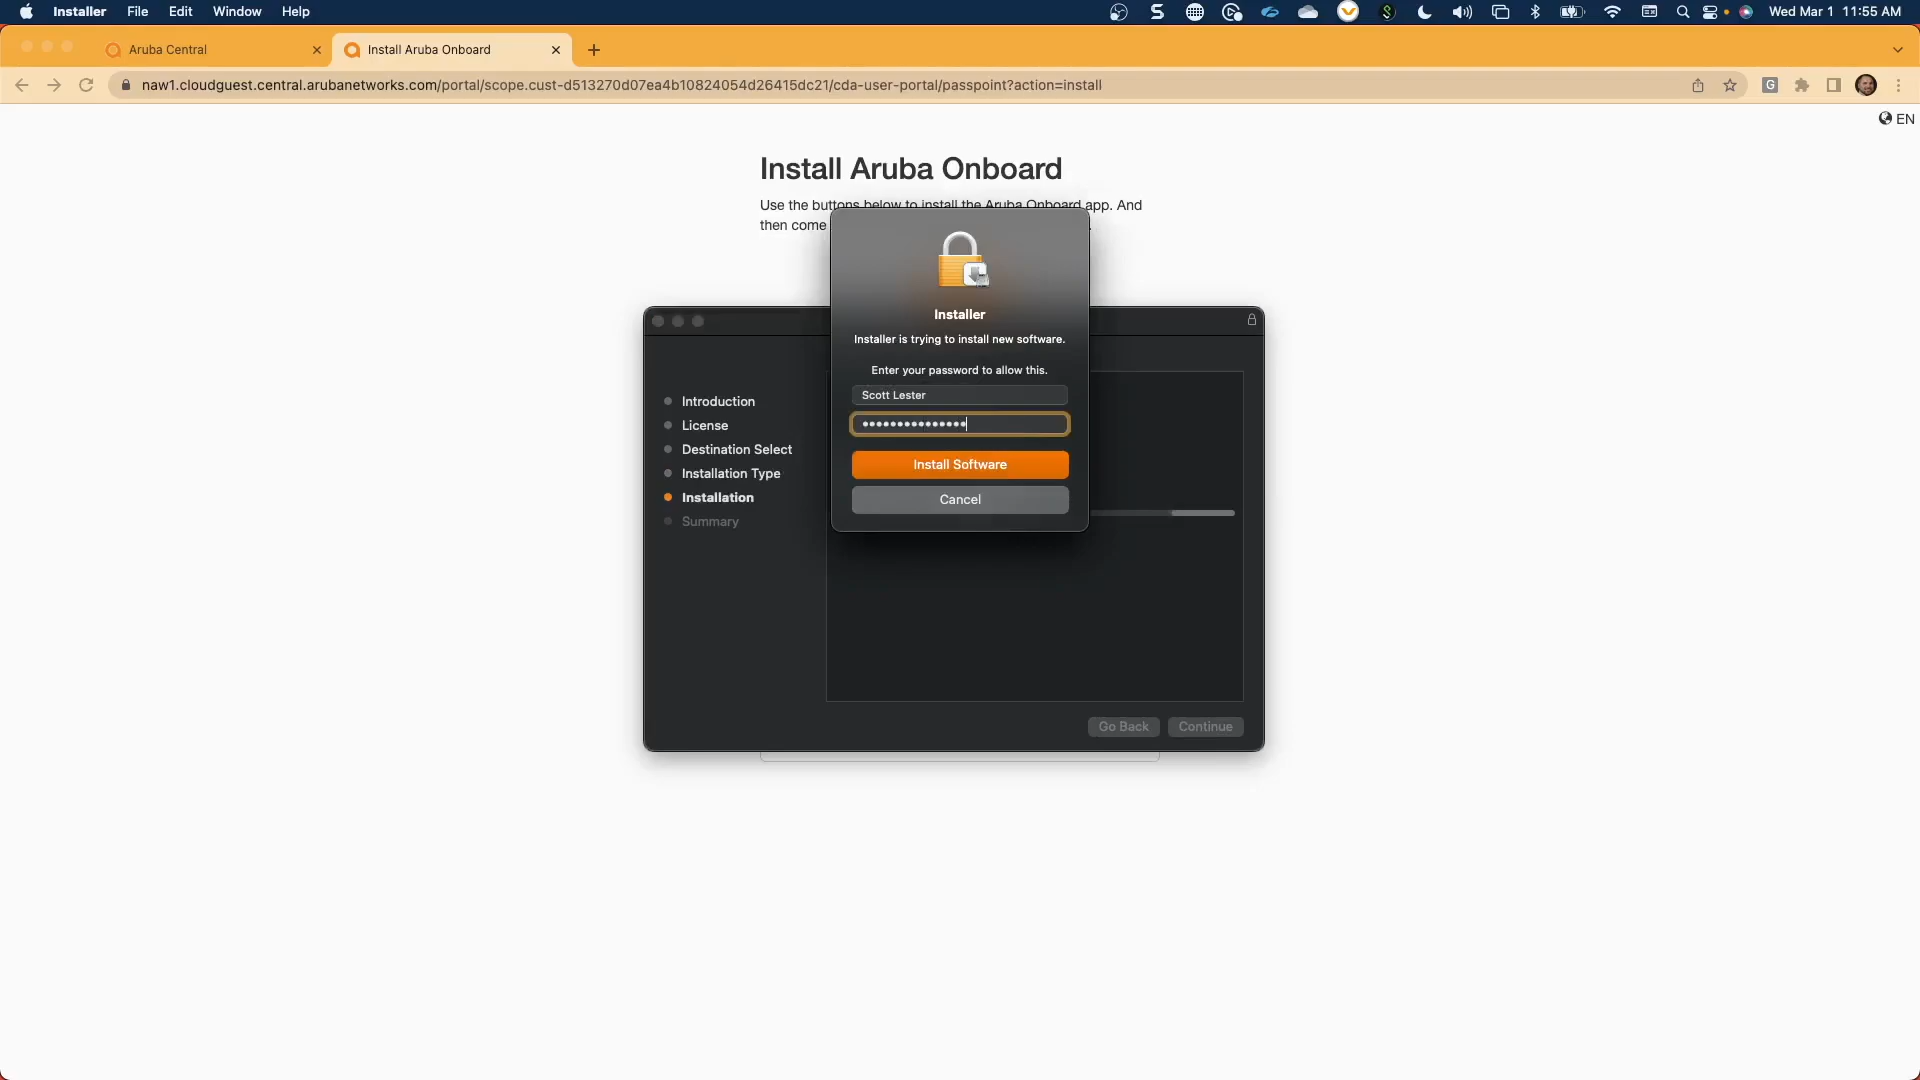 Installer File Edit Window Help Wed Mar 1 11:55 AM
Aruba Central
Install Aruba Onboard
naw1.cloudguest.central.arubanetworks.com/portal/scope.cust-d513270d07ea4b10824054d26415dc21/cda-user-portal/passpoint?action=install
EN
Install Aruba Onboard
Use the buttons below to install the Aruba Onboard app. And
then come
Installer
Installer is trying to install new software.
Enter your password to allow this.
Scott Lester
Install Software
Cancel
Introduction
License
Destination Select
Installation Type
Installation
Summary
Go Back
Continue